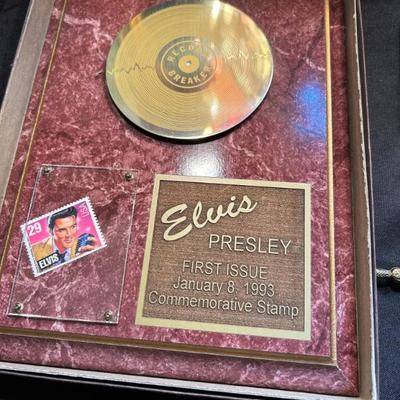 RECORD
BREAKER
29
ELVIS
Elvis
PRESLEY
FIRST ISSUE
January 8, 1993
Commemorative Stamp